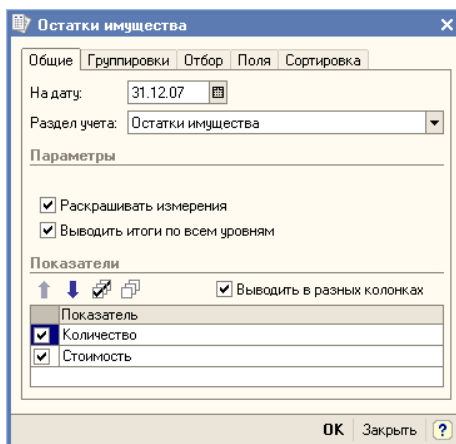 Остатки имущества
Общие Группировки Отбор Поля Сортировка
На дату: 31.12.07
Раздел учета: Остатки имущества
Параметры
Раскрашивать измерения
Выводить итоги по всем уровням
Показатели
Выводить в разных колонках
Показатель
Количество
Стоимость
OK Закрыть ?